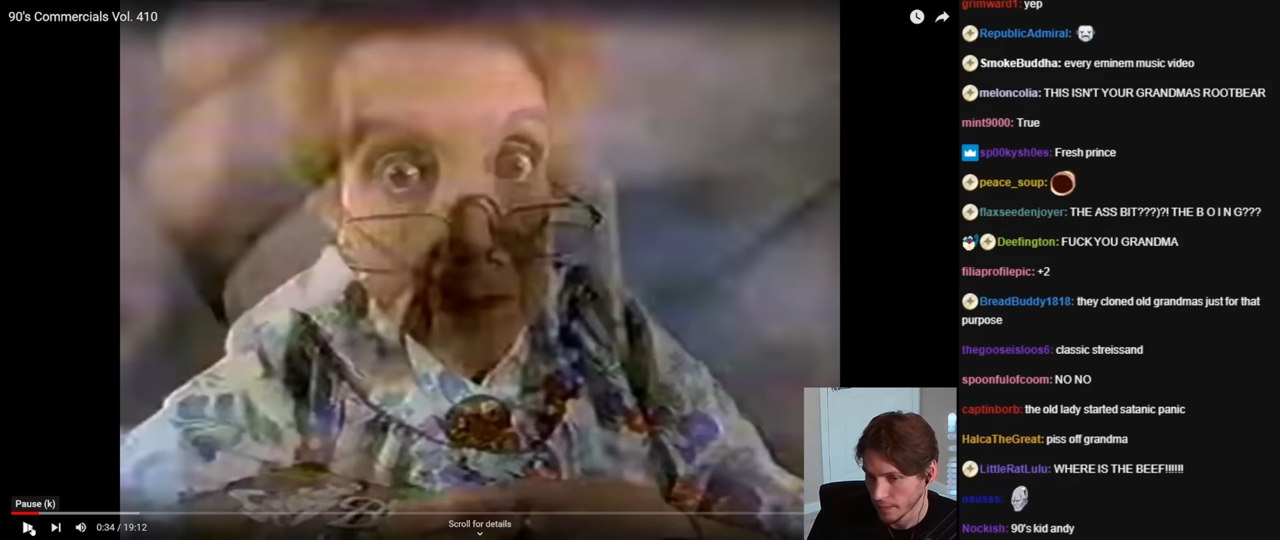 90's Commercials Vol. 410
Pause (k)
0:34 / 19:12
Scroll for details
grimward1: yep
RepublicAdmiral:
SmokeBuddha: every eminem music video
meloncolia: THIS ISN'T YOUR GRANDMAS ROOTBEAR
mint9000: True
sp00kysh0es: Fresh prince
peace_soup:
flaxseedenjoyer: THE ASS BIT???)?! THE B O I N G???
Deefington: FUCK YOU GRANDMA
filiaprofilepic: +2
BreadBuddy1818: they cloned old grandmas just for that
purpose
thegooseisloos6: classic streissand
spoonfulofcoom: NO NO
captinborb: the old lady started satanic panic
HalcaTheGreat: piss off grandma
LittleRatLulu: WHERE IS THE BEEF!!!!!!
nsusss:
Nockish: 90's kid andy